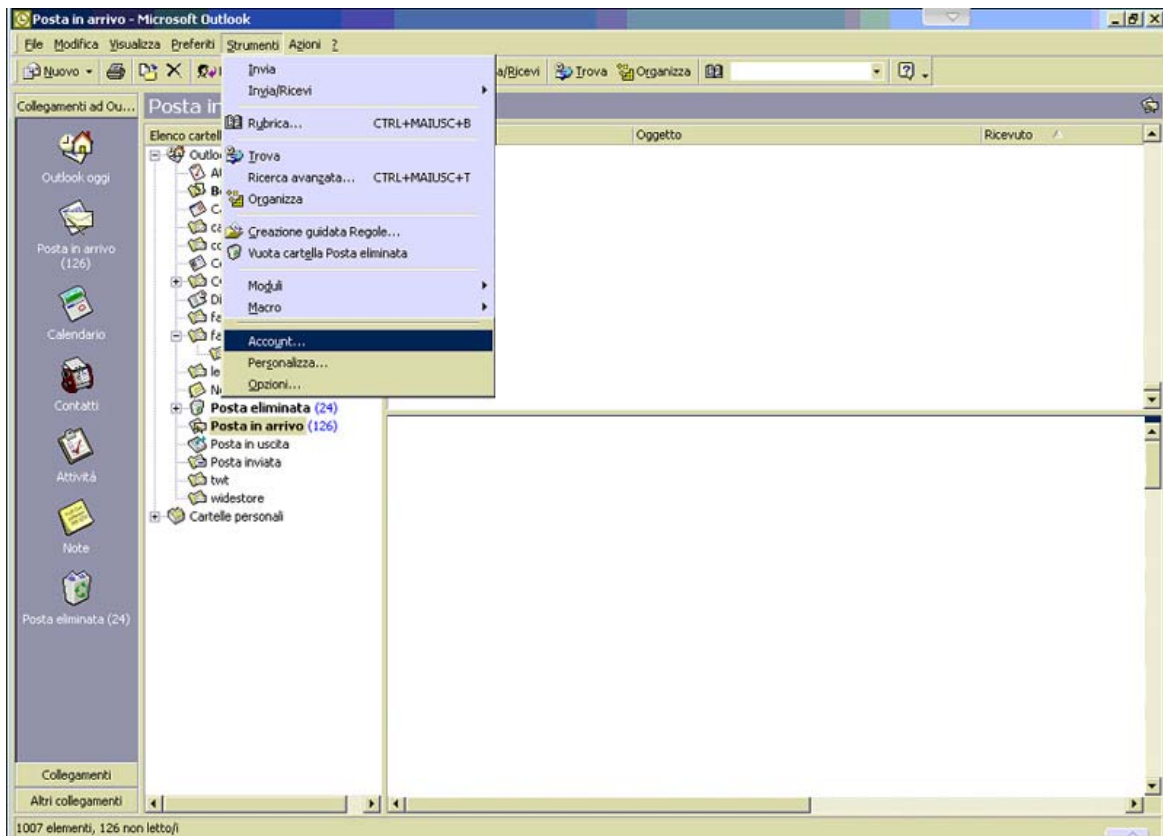 Posta in arrivo - Microsoft Outlook
File Modifica Visualizza Preferiti Strumenti Azioni ?
Nuovo a/Ricevi Trova Organizza
Collegamenti ad Ou...
Posta in
Elenco cartell
Oggetto
Ricevuto
Invia
Invia/Ricevi
Rubrica... CTRL+MAIUSC+B
Trova
Ricerca avanzata... CTRL+MAIUSC+T
Organizza
Creazione guidata Regole...
Vuota cartella Posta eliminata
Moduli
Macro
Account...
Personalizza...
Opzioni...
Outlook oggi
Posta in arrivo
(126)
Calendario
Contatti
Attività
Note
Posta eliminata (24)
Collegamenti
Altri collegamenti
Posta eliminata (24)
Posta in arrivo (126)
Posta in uscita
Posta inviata
twt
widestore
Cartelle personali
1007 elementi, 126 non letto/i